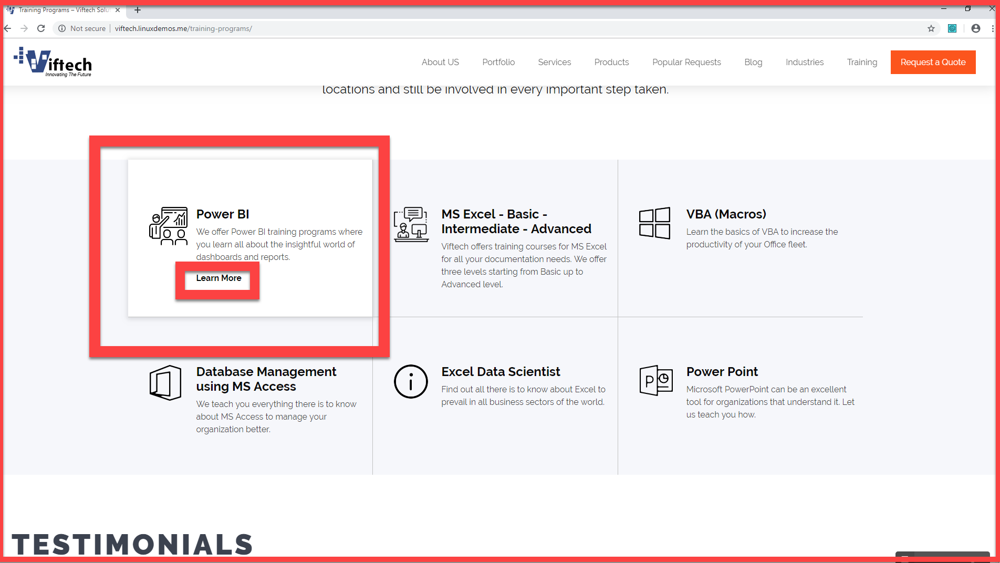 Training Programs – Viftech Solut
Not secure
viftech.linuxdemos.me/training-programs/
Viftech
Innovating The Future
About US
Portfolio
Services
Products
Popular Requests
Blog
Industries
Training
Request a Quote
locations and still be involved in every important step taken.
Power BI
We offer Power BI training programs where
you learn all about the insightful world of
dashboards and reports.
Learn More
MS Excel - Basic -
Intermediate - Advanced
Viftech offers training courses for MS Excel
for all your documentation needs. We offer
three levels starting from Basic up to
Advanced level.
VBA (Macros)
Learn the basics of VBA to increase the
productivity of your Office fleet.
Database Management
using MS Access
We teach you everything there is to know
about MS Access to manage your
organization better.
Excel Data Scientist
Find out all there is to know about Excel to
prevail in all business sectors of the world.
P
Power Point
Microsoft PowerPoint can be an excellent
tool for organizations that understand it. Let
us teach you how.
TESTIMONIALS